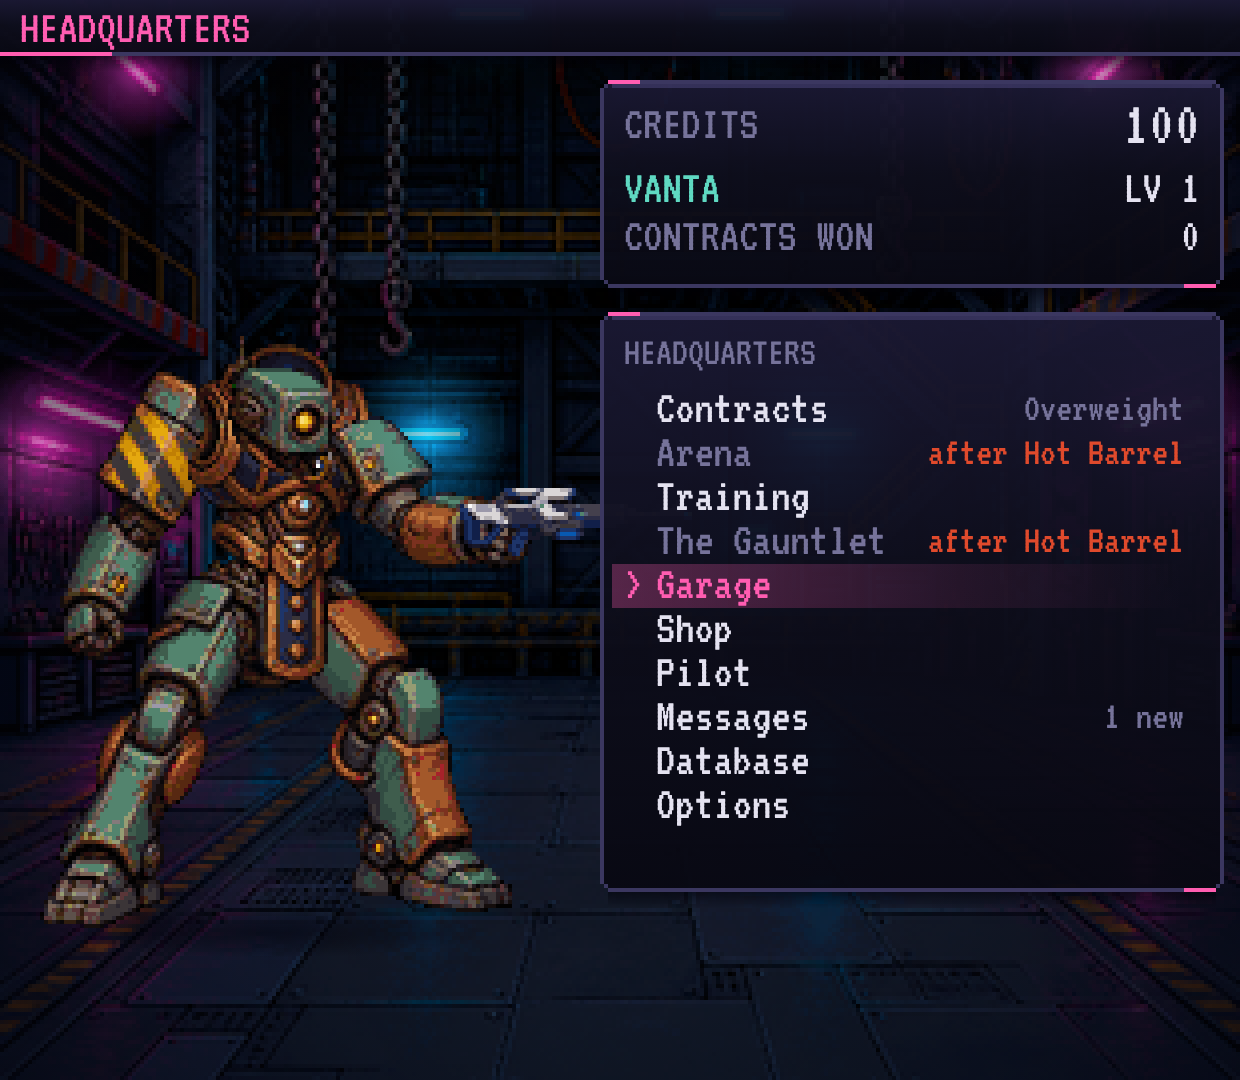 HEADQUARTERS
CREDITS 100
VANTA LV 1
CONTRACTS WON 0
HEADQUARTERS
Contracts Overweight
Arena after Hot Barrel
Training
The Gauntlet after Hot Barrel
> Garage
Shop
Pilot
Messages 1 new
Database
Options